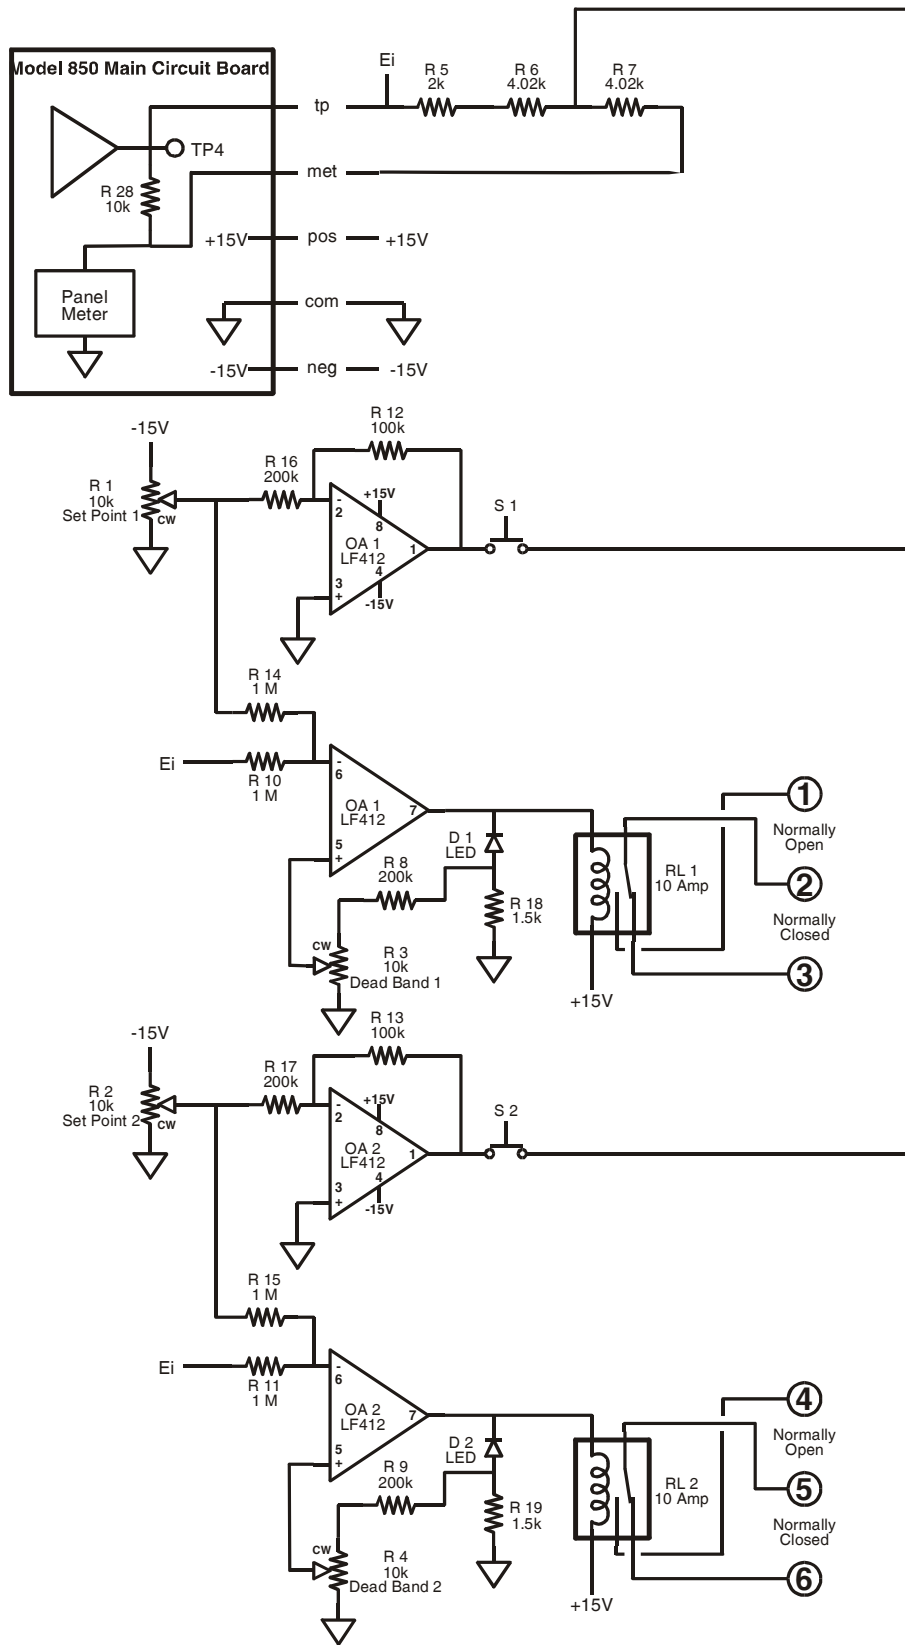 Model 850 Main Circuit Board
Ei
R 5
2k
R 6
4.02k
R 7
4.02k
tp
TP4
met
R 28
10k
+15V
pos
+15V
Panel
Meter
com
-15V
neg
-15V
-15V
R 12
100k
R 16
200k
R 1
10k
Set Point 1
CW
-
2
+15V
8
OA 1
LF412
1
S 1
3
+
4
-15V
R 14
1 M
Ei
R 10
1 M
-
6
OA 1
LF412
7
5
+
D 1
LED
R 8
200k
R 18
1.5k
CW
R 3
10k
Dead Band 1
RL 1
10 Amp
+15V
1
Normally
Open
2
Normally
Closed
3
-15V
R 13
100k
R 17
200k
R 2
10k
Set Point 2
CW
-
2
+15V
8
OA 2
LF412
1
S 2
3
+
4
-15V
R 15
1 M
Ei
R 11
1 M
-
6
OA 2
LF412
7
5
+
D 2
LED
R 9
200k
R 19
1.5k
CW
R 4
10k
Dead Band 2
RL 2
10 Amp
+15V
4
Normally
Open
5
Normally
Closed
6